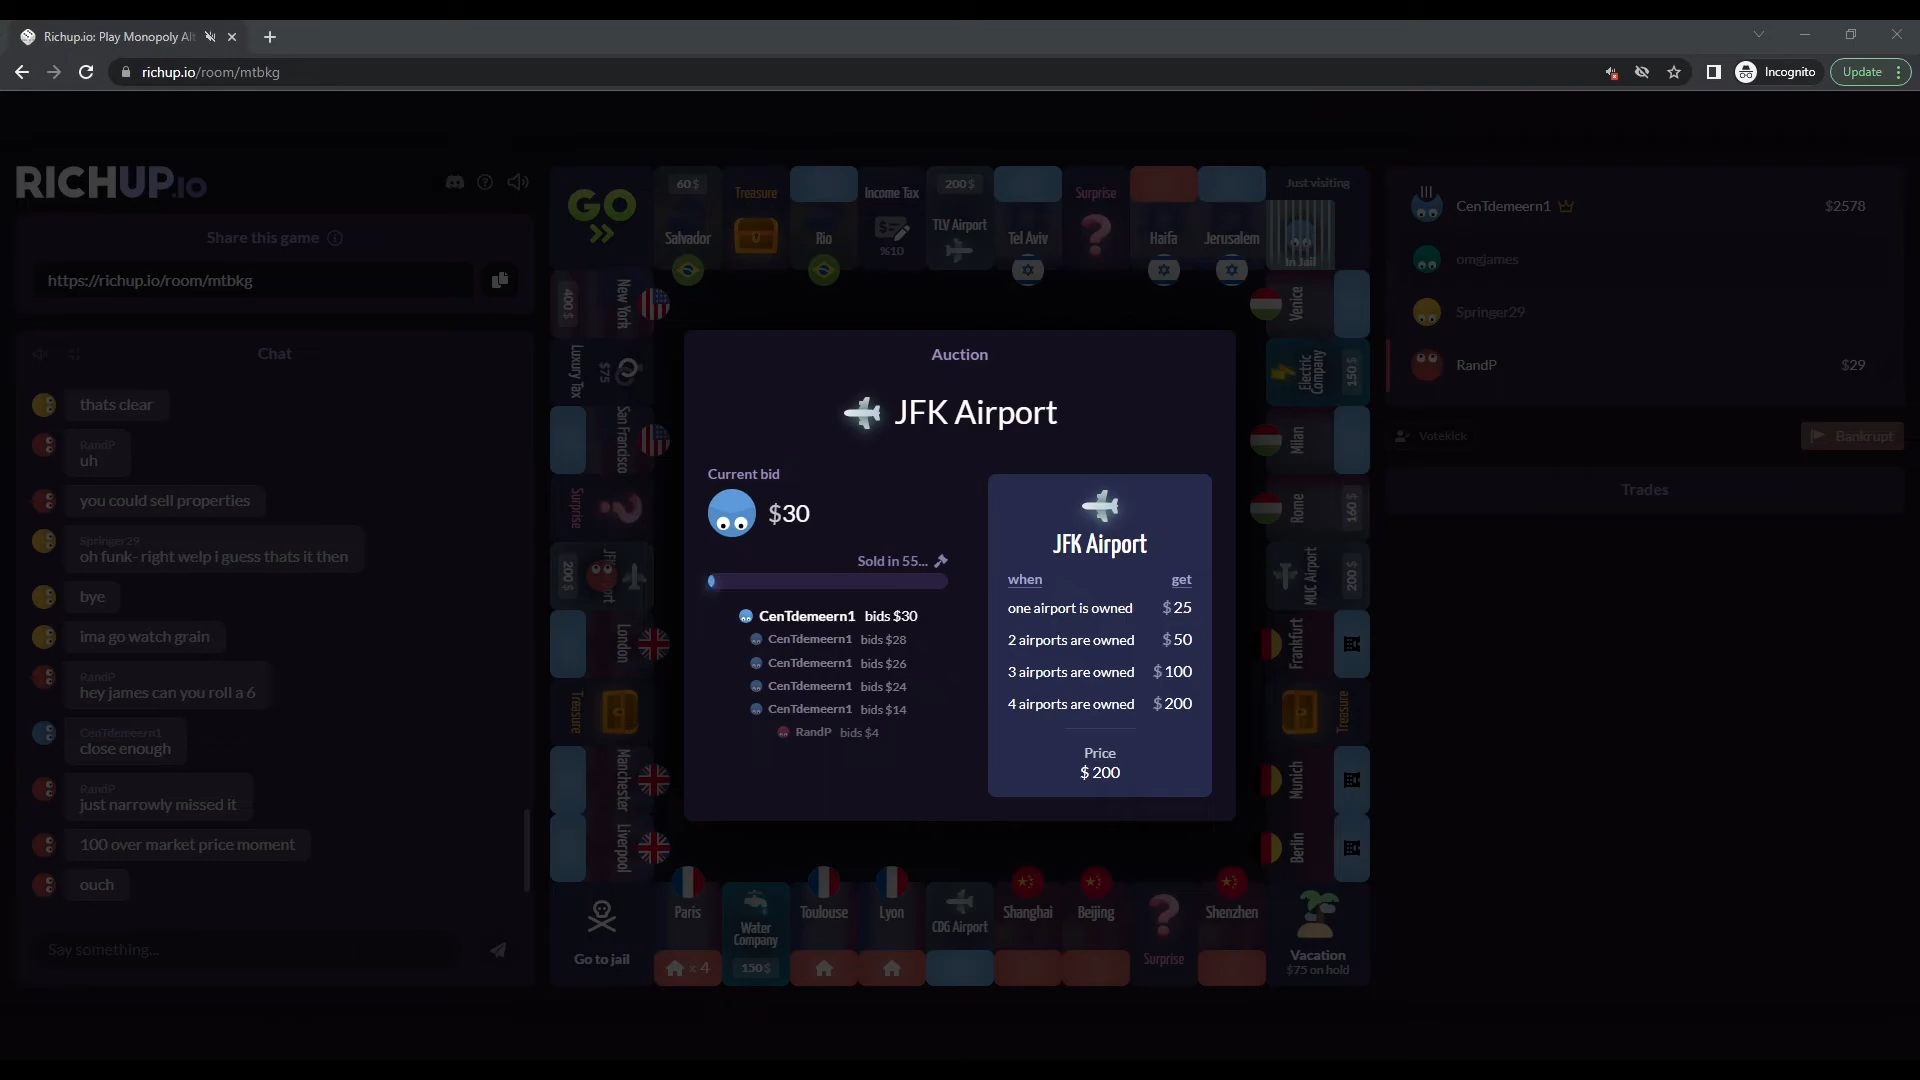 Richup.io: Play Monopoly Alt
richup.io/room/mtbkg
Incognito
Update
RICHUP.IO
Share this game
https://richup.io/room/mtbkg
Chat
thats clear
RandP
uh
you could sell properties
Springer29
oh funk- right welp i guess thats it then
bye
ima go watch grain
RandP
hey james can you roll a 6
CenTdemeern1
close enough
RandP
just narrowly missed it
100 over market price moment
ouch
Say something...
GO
60 $
Salvador
Treasure
Rio
Income Tax
%10
200 $
TLV Airport
Tel Aviv
Surprise
Haifa
Jerusalem
Just visiting
In Jail
400 $
New York
Luxury Tax
$75
San Francisco
Surprise
200 $
London
Treasure
Manchester
Liverpool
Venice
Electric Company
150 $
Milan
Rome
160 $
MUC Airport
200 $
Frankfurt
Treasure
Munich
Berlin
Go to jail
Paris
x 4
Water Company
150 $
Toulouse
Lyon
CDG Airport
Shanghai
Beijing
Surprise
Shenzhen
Vacation
$75 on hold
Auction
JFK Airport
Current bid
$30
Sold in 55...
CenTdemeern1 bids $30
CenTdemeern1 bids $28
CenTdemeern1 bids $26
CenTdemeern1 bids $24
CenTdemeern1 bids $14
RandP bids $4
JFK Airport
when get
one airport is owned $ 25
2 airports are owned $ 50
3 airports are owned $ 100
4 airports are owned $ 200
Price
$ 200
CenTdemeern1 $2578
omgjames
Springer29
RandP $29
Votekick
Bankrupt
Trades